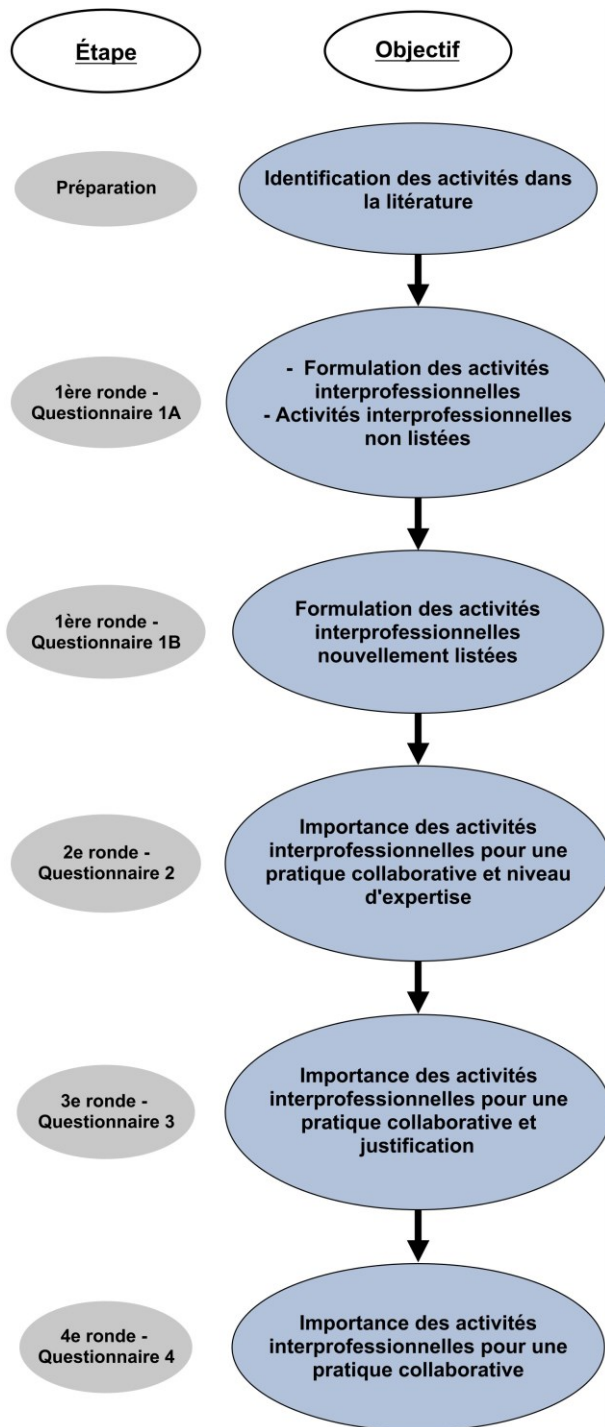 Étape
Objectif
Préparation
Identification des activités dans
la litérature
1ère ronde -
Questionnaire 1A
- Formulation des activités
interprofessionnelles
- Activités interprofessionnelles
non listées
1ère ronde -
Questionnaire 1B
Formulation des activités
interprofessionnelles
nouvellement listées
2e ronde -
Questionnaire 2
Importance des activités
interprofessionnelles pour une
pratique collaborative et niveau
d'expertise
3e ronde -
Questionnaire 3
Importance des activités
interprofessionnelles pour une
pratique collaborative et
justification
4e ronde -
Questionnaire 4
Importance des activités
interprofessionnelles pour une
pratique collaborative